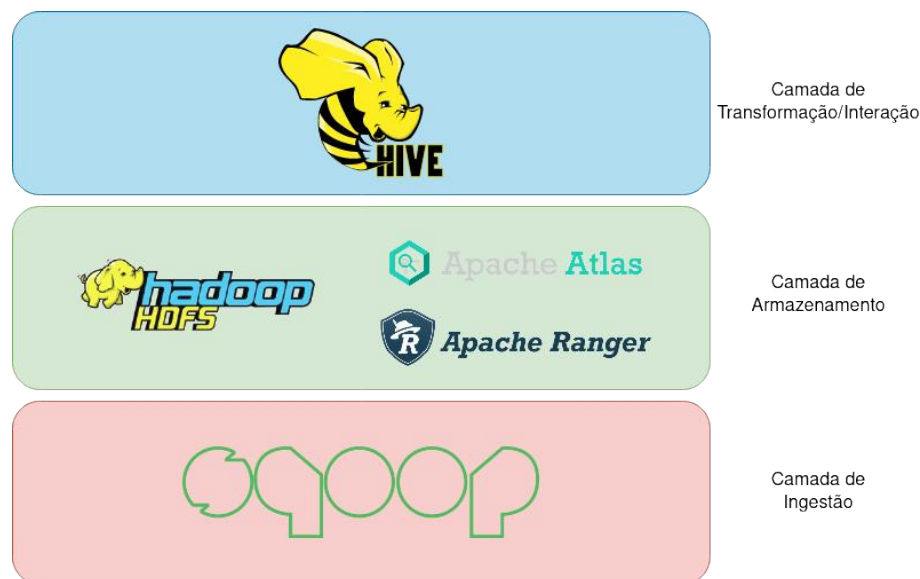 HIVE
Camada de
Transformação/Interação
hadoop
HDFS
Apache Atlas
R Apache Ranger
Camada de
Armazenamento
sqoop
Camada de
Ingestão